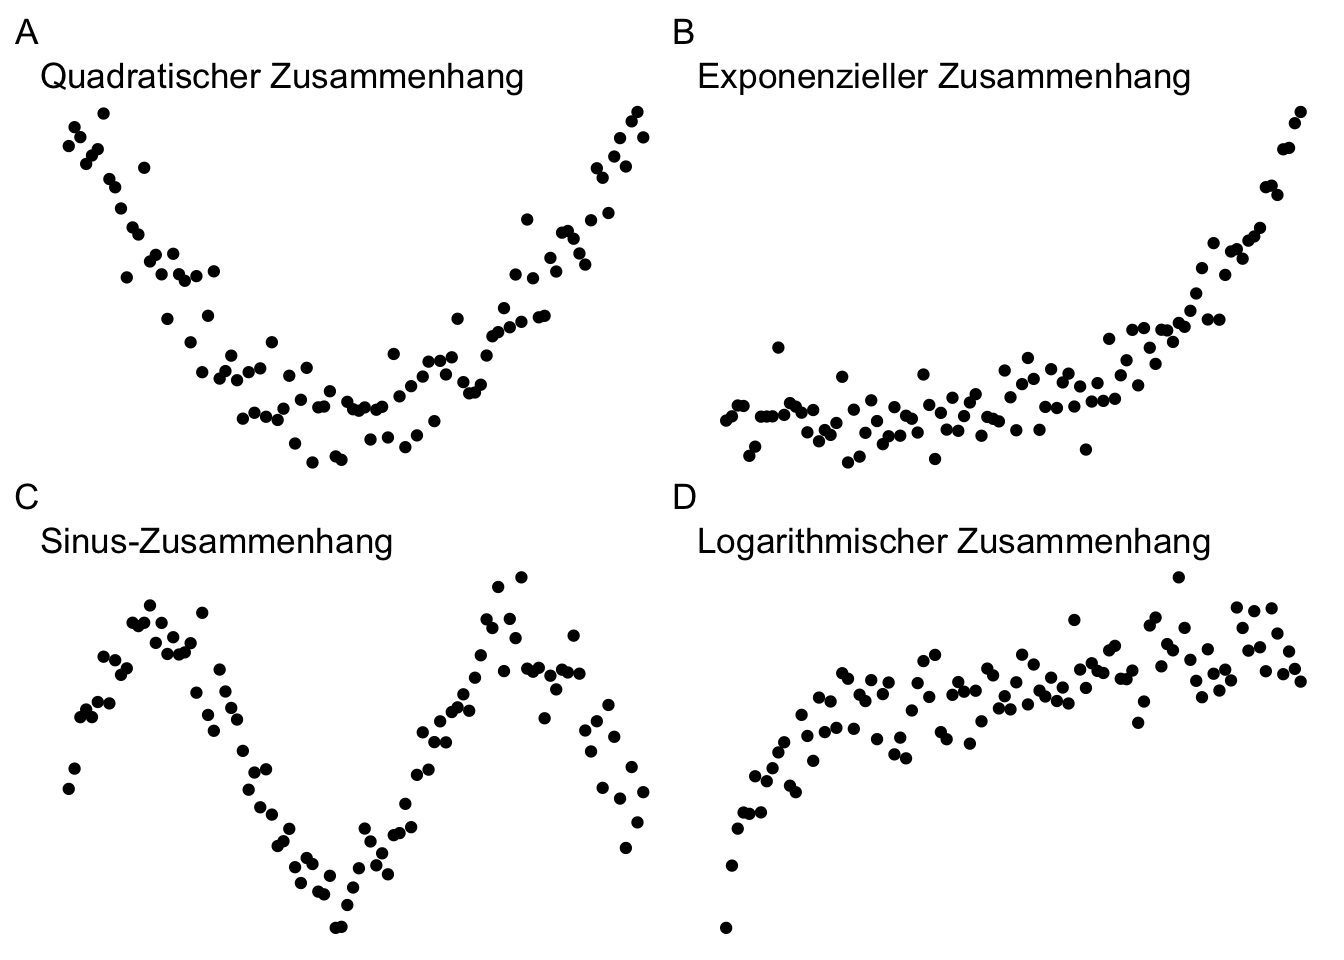 A
Quadratischer Zusammenhang
B
Exponenzieller Zusammenhang
C
Sinus-Zusammenhang
D
Logarithmischer Zusammenhang